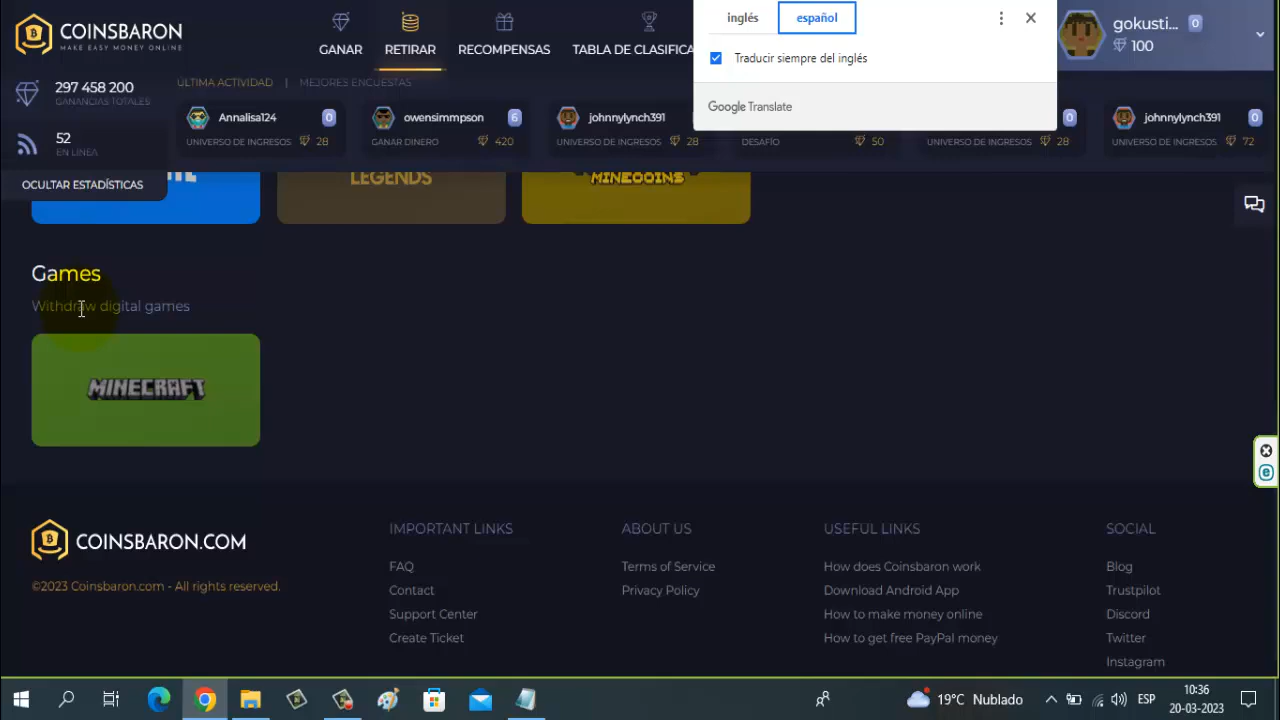 COINSBARON
MAKE EASY MONEY ONLINE
GANAR
RETIRAR
RECOMPENSAS
TABLA DE CLASIFICA
inglés
español
Traducir siempre del inglés
Google Translate
gokusti...
0
100
297 458 200
GANANCIAS TOTALES
52
EN LÍNEA
OCULTAR ESTADÍSTICAS
ÚLTIMA ACTIVIDAD | MEJORES ENCUESTAS
Annalisa124 0
UNIVERSO DE INGRESOS 28
owensimmpson 6
GANAR DINERO 420
johnnylynch391
UNIVERSO DE INGRESOS 28
DESAFÍO 50
0
UNIVERSO DE INGRESOS 28
johnnylynch391 0
UNIVERSO DE INGRESOS 72
LEGENDS
MINECOINS
Games
Withdraw digital games
MINECRAFT
COINSBARON.COM
©2023 Coinsbaron.com - All rights reserved.
IMPORTANT LINKS
FAQ
Contact
Support Center
Create Ticket
ABOUT US
Terms of Service
Privacy Policy
USEFUL LINKS
How does Coinsbaron work
Download Android App
How to make money online
How to get free PayPal money
SOCIAL
Blog
Trustpilot
Discord
Twitter
Instagram
19°C Nublado
ESP
10:36
20-03-2023